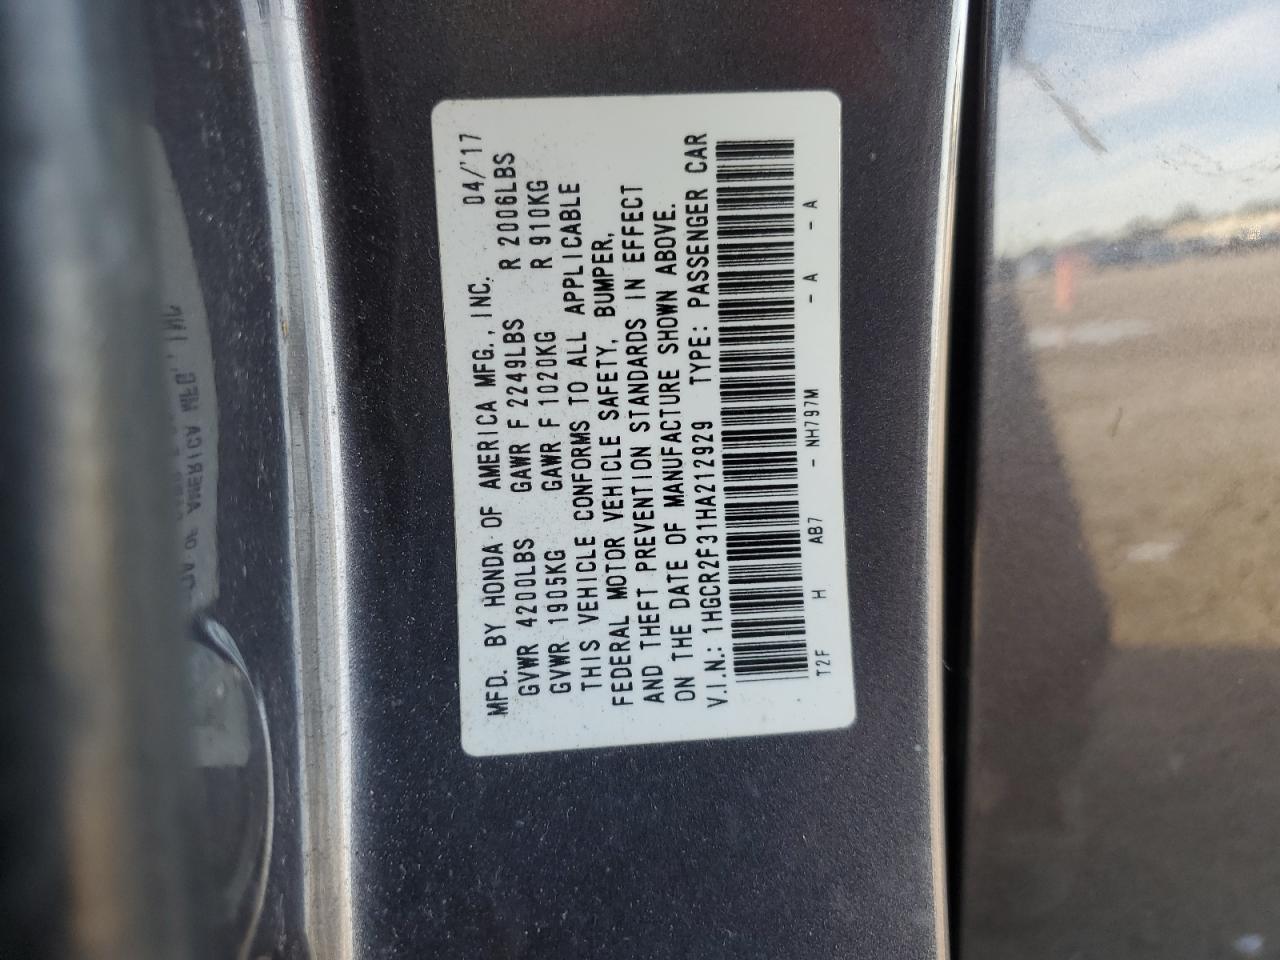 MFD. BY HONDA OF AMERICA MFG., INC. 04/'17
GVWR 4200LBS GAWR F 2249LBS R 2006LBS
GVWR 1905KG GAWR F 1020KG R 910KG
THIS VEHICLE CONFORMS TO ALL APPLICABLE
FEDERAL MOTOR VEHICLE SAFETY, BUMPER,
AND THEFT PREVENTION STANDARDS IN EFFECT
ON THE DATE OF MANUFACTURE SHOWN ABOVE.
V.I.N.: 1HGCR2F31HA212929 TYPE: PASSENGER CAR
T2F H AB7 - NH797M - A - A